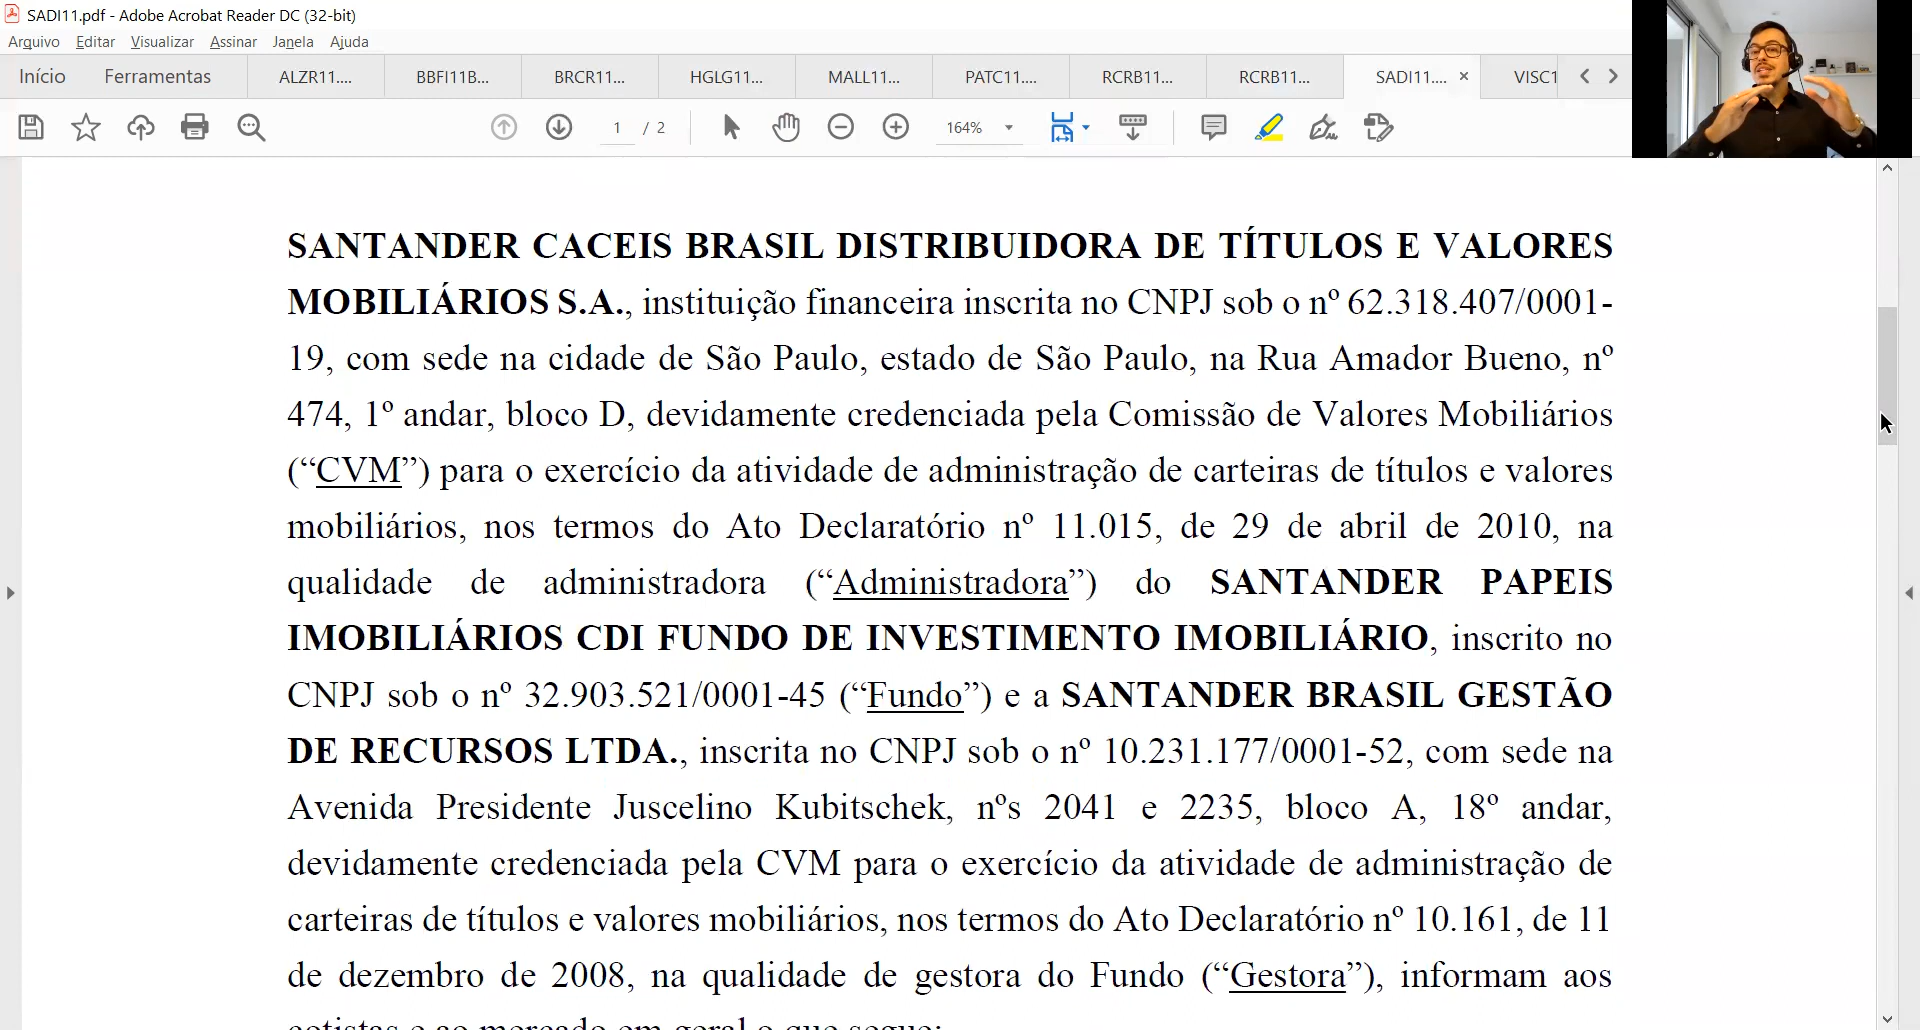 SADI11.pdf - Adobe Acrobat Reader DC (32-bit)
Arquivo Editar Visualizar Assinar Janela Ajuda
Início Ferramentas ALZR11.... BBFI11B... BRCR11... HGLG11... MALL11... PATC11.... RCRB11... RCRB11... SADI11.... × VISC1
1 / 2 164%
SANTANDER CACEIS BRASIL DISTRIBUIDORA DE TÍTULOS E VALORES
MOBILIÁRIOS S.A., instituição financeira inscrita no CNPJ sob o nº 62.318.407/0001-
19, com sede na cidade de São Paulo, estado de São Paulo, na Rua Amador Bueno, nº
474, 1º andar, bloco D, devidamente credenciada pela Comissão de Valores Mobiliários
(“CVM”) para o exercício da atividade de administração de carteiras de títulos e valores
mobiliários, nos termos do Ato Declaratório nº 11.015, de 29 de abril de 2010, na
qualidade de administradora (“Administradora”) do SANTANDER PAPEIS
IMOBILIÁRIOS CDI FUNDO DE INVESTIMENTO IMOBILIÁRIO, inscrito no
CNPJ sob o nº 32.903.521/0001-45 (“Fundo”) e a SANTANDER BRASIL GESTÃO
DE RECURSOS LTDA., inscrita no CNPJ sob o nº 10.231.177/0001-52, com sede na
Avenida Presidente Juscelino Kubitschek, nºs 2041 e 2235, bloco A, 18º andar,
devidamente credenciada pela CVM para o exercício da atividade de administração de
carteiras de títulos e valores mobiliários, nos termos do Ato Declaratório nº 10.161, de 11
de dezembro de 2008, na qualidade de gestora do Fundo (“Gestora”), informam aos
cotistas e ao mercado em geral o que segue: